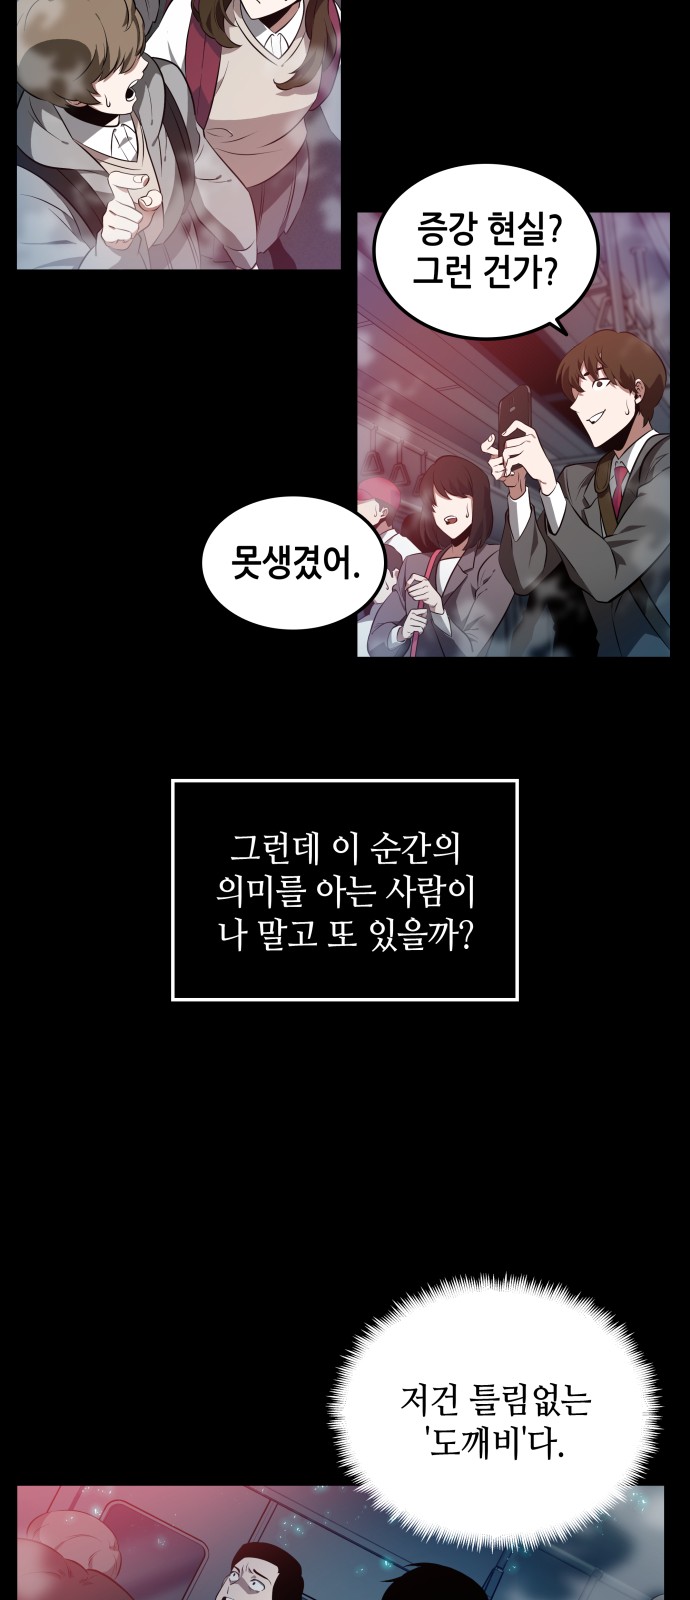 증강 현실?
그런 건가?
못생겼어.
그런데 이 순간의
의미를 아는 사람이
나 말고 또 있을까?
저건 틀림없는
'도깨비'다.